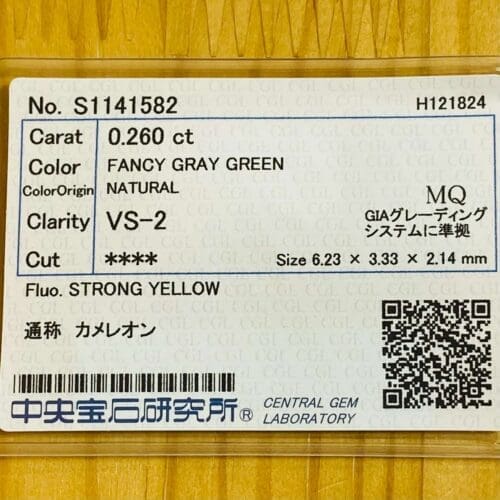 No. S1141582 H121824
Carat 0.260 ct
Color FANCY GRAY GREEN
ColorOrigin NATURAL
Clarity VS-2
MQ
GIAグレーディング
システムに準拠
Cut **** Size 6.23 × 3.33 × 2.14 mm
Fluo. STRONG YELLOW
通称 カメレオン
中央宝石研究所® CENTRAL GEM
LABORATORY